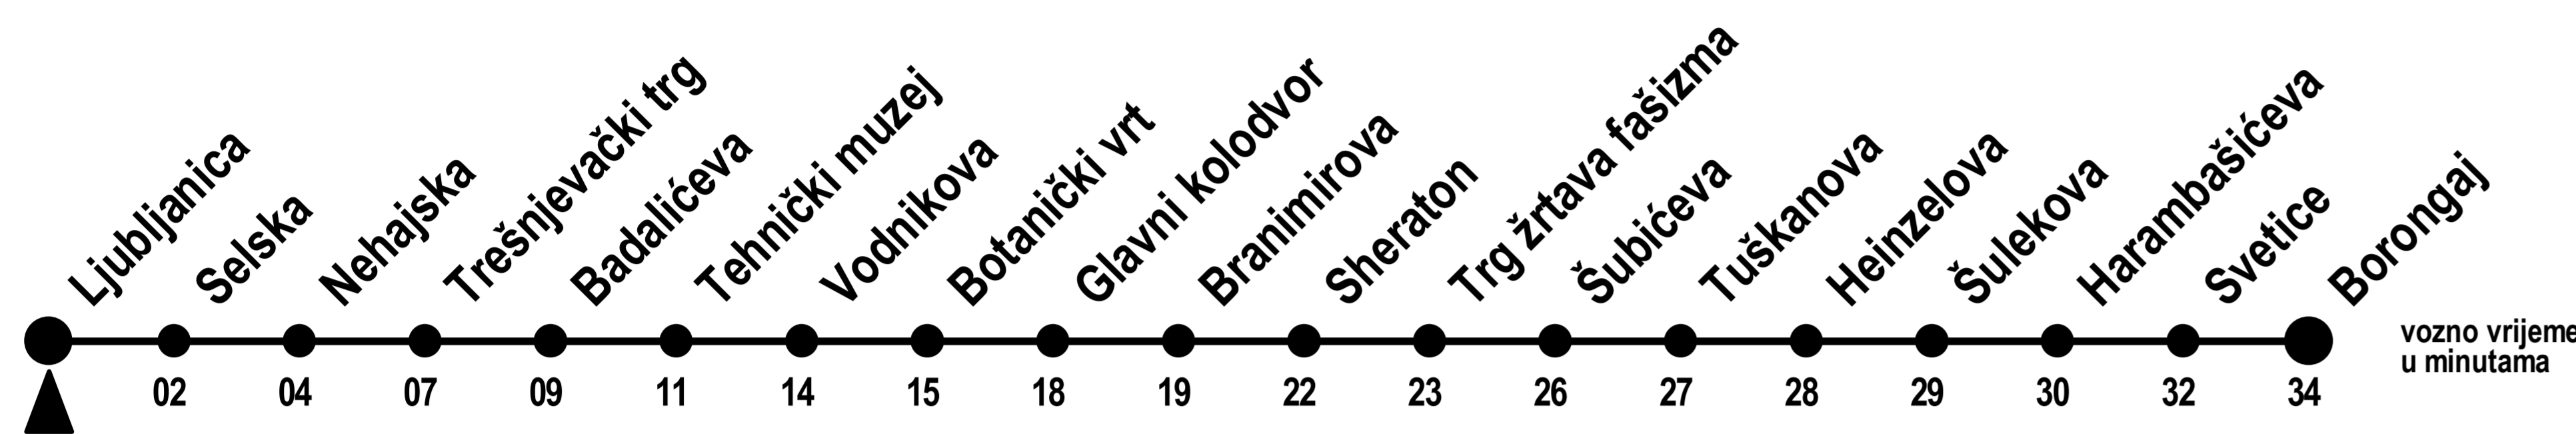 Ljubljanica
Selska
Nehajska
Trešnjevački trg
Badalićeva
Tehnički muzej
Vodnikova
Botanički vrt
Glavni kolodvor
Branimirova
Sheraton
Trg žrtava fašizma
Šubićeva
Tuškanova
Heinzelova
Šulekova
Harambašićeva
Svetice
Borongaj
02 04 07 09 11 14 15 18 19 22 23 26 27 28 29 30 32 34
vozno vrijeme
u minutama